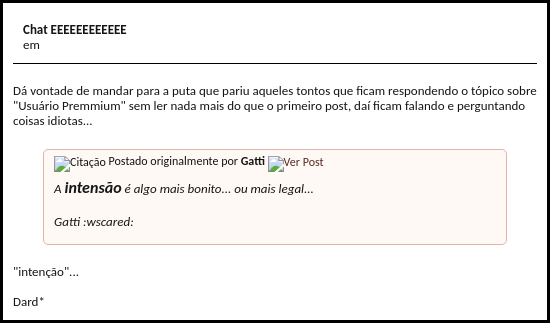 Chat EEEEEEEEEEEE
em
Dá vontade de mandar para a puta que pariu aqueles tontos que ficam respondendo o tópico sobre
"Usuário Premmium" sem ler nada mais do que o primeiro post, daí ficam falando e perguntando
coisas idiotas...
Citação Postado originalmente por Gatti Ver Post
A intensão é algo mais bonito... ou mais legal...
Gatti :wscared:
"intenção"...
Dard*